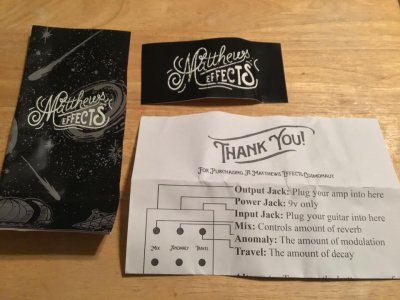 Matthews
EFFECTS
Matthews
EFFECTS
THANK YOU!
FOR PURCHASING A MATTHEWS EFFECTS COSMONAUT
Output Jack: Plug your amp into here
Power Jack: 9v only
Input Jack: Plug your guitar into here
Mix: Controls amount of reverb
Anomaly: The amount of modulation
Travel: The amount of decay
MIX ANOMALY TRAVEL